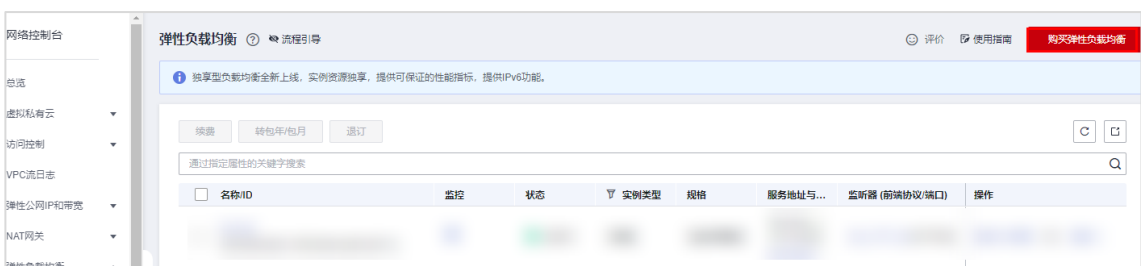 网络控制台
弹性负载均衡 流程引导 评价 使用指南 购买弹性负载均衡
独享型负载均衡全新上线，实例资源独享，提供可保证的性能指标，提供IPv6功能。
总览
虚拟私有云
访问控制
VPC流日志
弹性公网IP和带宽
NAT网关
弹性负载均衡
续费 转包年/包月 退订
通过指定属性的关键字搜索
名称/ID 监控 状态 实例类型 规格 服务地址与... 监听器 (前端协议/端口) 操作